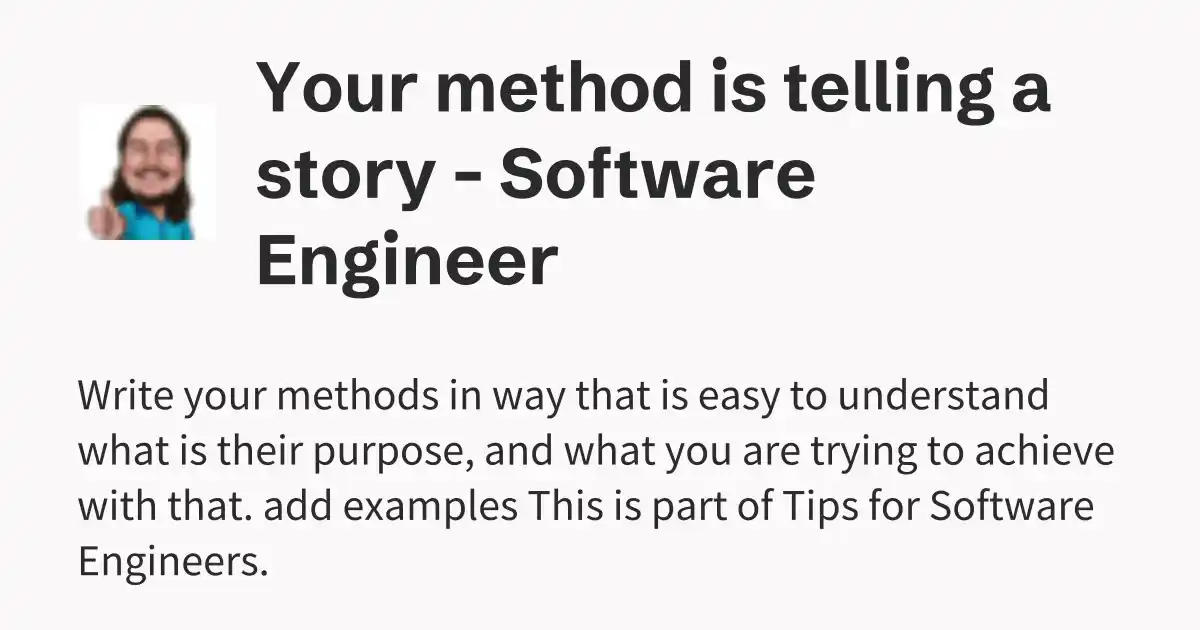 Your method is telling a
story - Software
Engineer
Write your methods in way that is easy to understand
what is their purpose, and what you are trying to achieve
with that. add examples This is part of Tips for Software
Engineers.